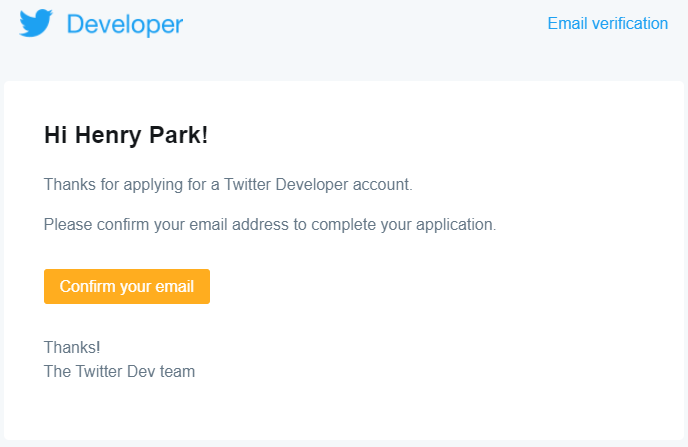 Developer
Email verification
Hi Henry Park!
Thanks for applying for a Twitter Developer account.
Please confirm your email address to complete your application.
Confirm your email
Thanks!
The Twitter Dev team